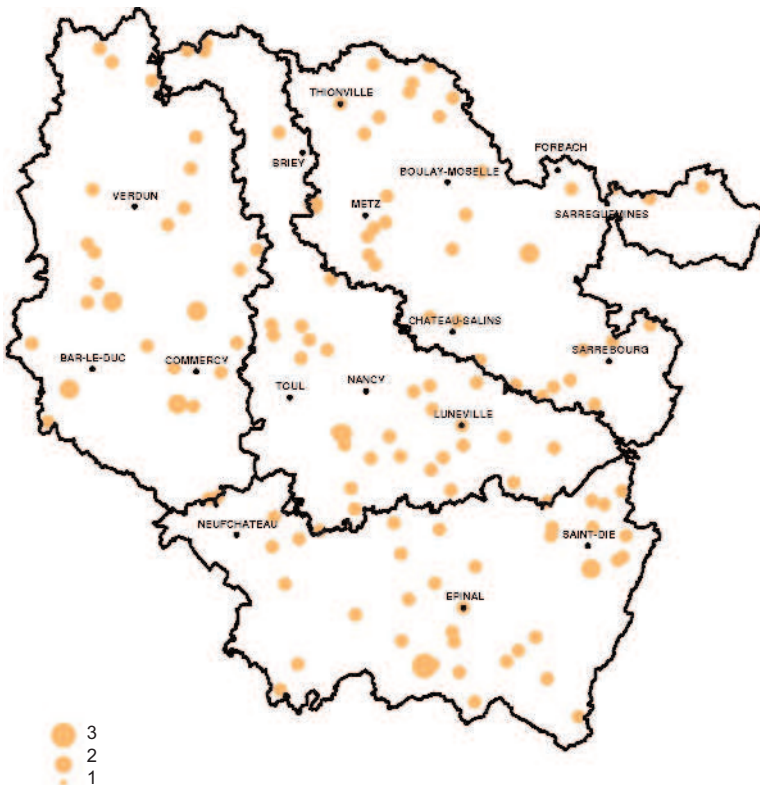 THIONVILLE
FORBACH
BRIEY
BOULAY-MOSELLE
VERDUN
METZ
SARREGUEMINES
CHATEAU-SALINS
BAR-LE-DUC
COMMERCY
SARREBOURG
TOUL
NANCY
LUNEVILLE
NEUFCHATEAU
SAINT-DIE
EPINAL
3
2
1